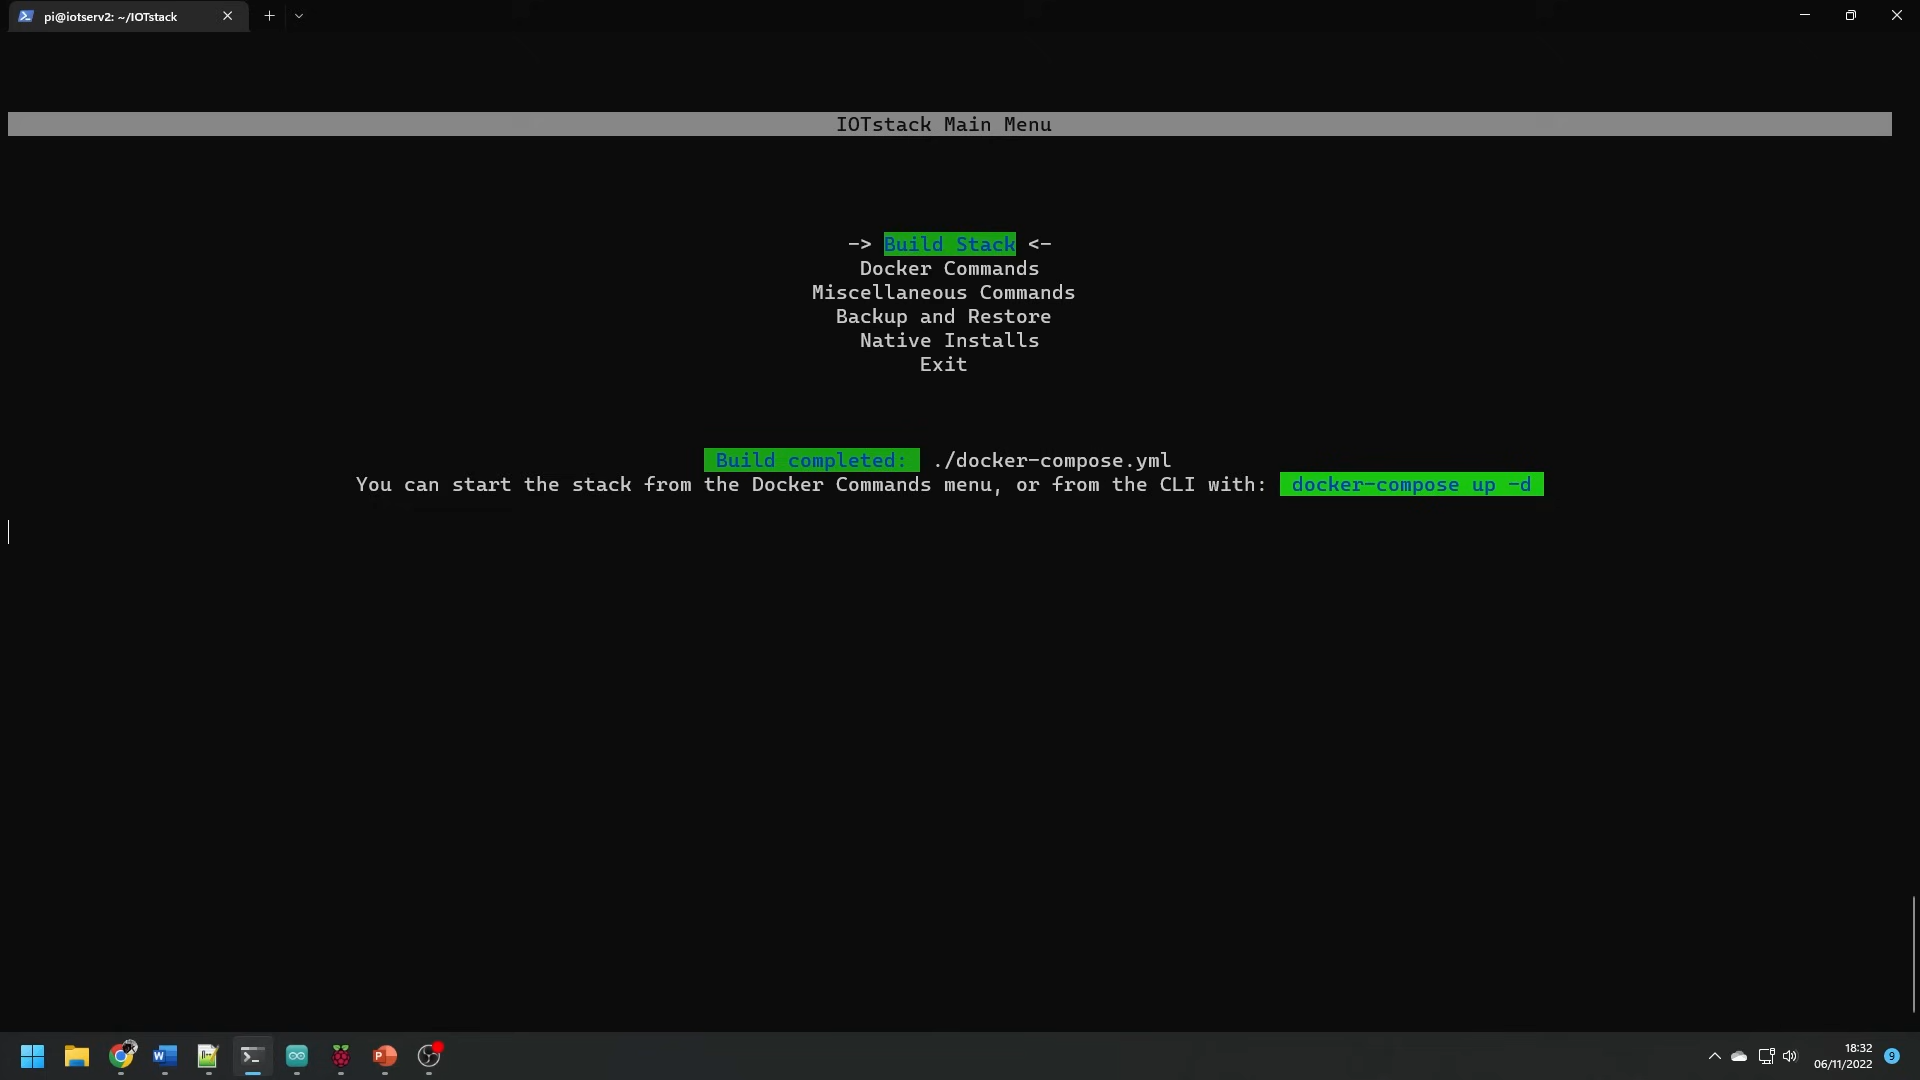 pi@iotserv2: ~/IOTstack
IOTstack Main Menu
-> Build Stack <-
Docker Commands
Miscellaneous Commands
Backup and Restore
Native Installs
Exit
Build completed: ./docker-compose.yml
You can start the stack from the Docker Commands menu, or from the CLI with: docker-compose up -d
18:32
06/11/2022
9